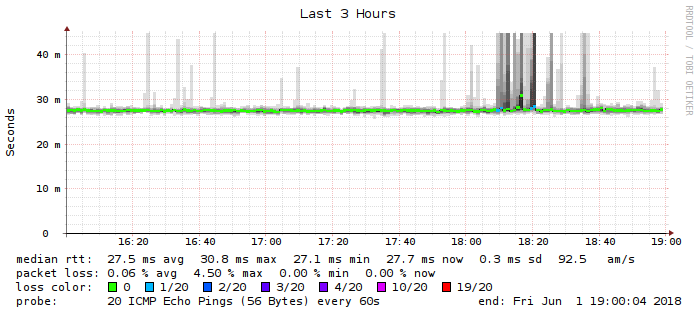 Last 3 Hours
RRDTOOL / TOBI OETIKER
Seconds
40 m
30 m
20 m
10 m
0
16:20 16:40 17:00 17:20 17:40 18:00 18:20 18:40 19:00
median rtt: 27.5 ms avg 30.8 ms max 27.1 ms min 27.7 ms now 0.3 ms sd 92.5 am/s
packet loss: 0.06 % avg 4.50 % max 0.00 % min 0.00 % now
loss color: 0 1/20 2/20 3/20 4/20 10/20 19/20
probe: 20 ICMP Echo Pings (56 Bytes) every 60s end: Fri Jun 1 19:00:04 2018